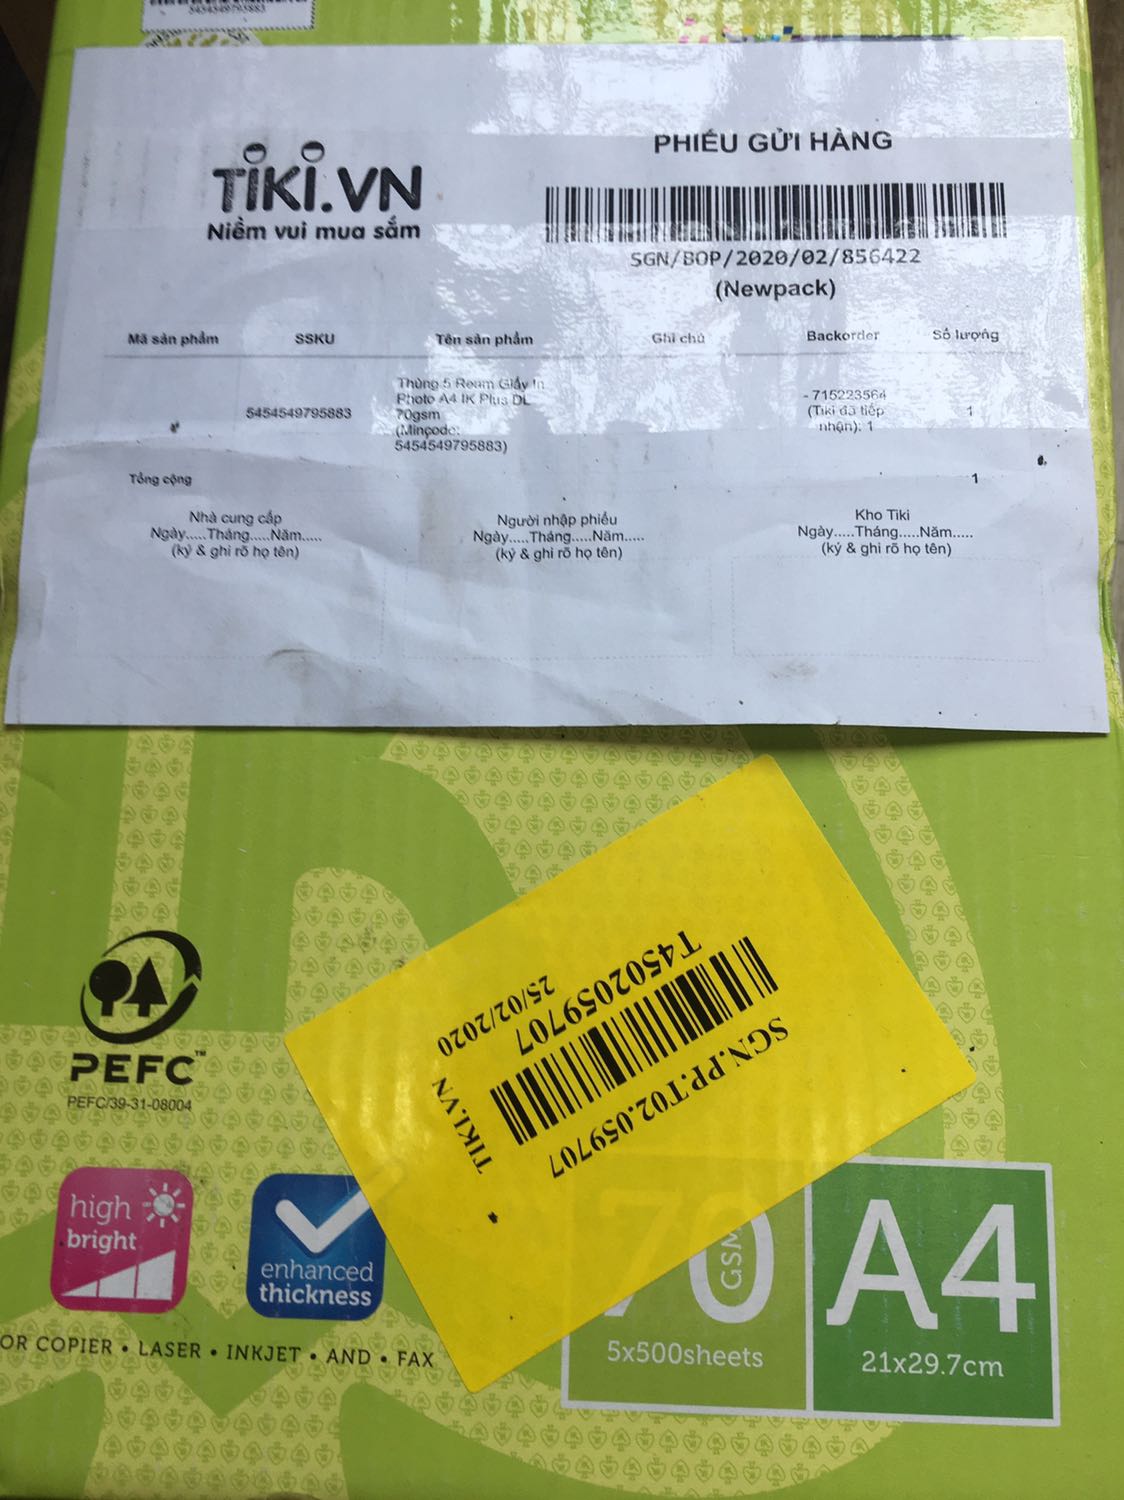 5454549795883
TiKi.VN
Niềm vui mua sắm
PHIẾU GỬI HÀNG
SGN/BOP/2020/02/856422
(Newpack)
Mã sản phẩm SSKU Tên sản phẩm Ghi chú Backorder Số lượng
5454549795883
Thùng 5 Ream Giấy In
Photo A4 IK Plus DL
70gsm
(Mincode:
5454549795883)
- 715223564
(Tiki đã tiếp
nhận): 1
1
Tổng cộng 1
Nhà cung cấp
Ngày.....Tháng.....Năm.....
(ký & ghi rõ họ tên)
Người nhập phiếu
Ngày.....Tháng.....Năm.....
(ký & ghi rõ họ tên)
Kho Tiki
Ngày.....Tháng.....Năm.....
(ký & ghi rõ họ tên)
TIKI.VN 25/02/2020
T4502059707
SGN.PP.T02.059707
PEFC™
PEFC/39-31-08004
high
bright
enhanced
thickness
OR COPIER • LASER • INKJET • AND • FAX
70
GSM
5x500sheets
A4
21x29.7cm